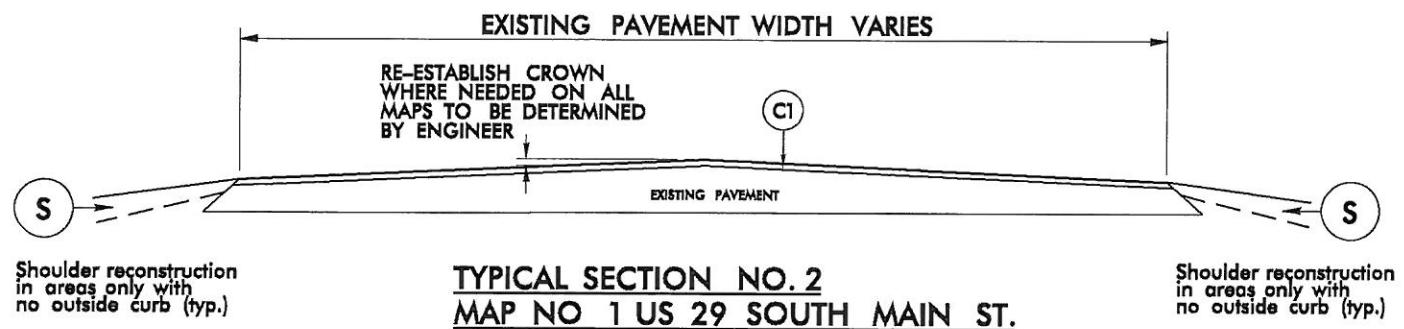 EXISTING PAVEMENT WIDTH VARIES
RE-ESTABLISH CROWN
WHERE NEEDED ON ALL
MAPS TO BE DETERMINED
BY ENGINEER
C1
EXISTING PAVEMENT
S
S
Shoulder reconstruction
in areas only with
no outside curb (typ.)
TYPICAL SECTION NO. 2
MAP NO 1 US 29 SOUTH MAIN ST.
Shoulder reconstruction
in areas only with
no outside curb (typ.)